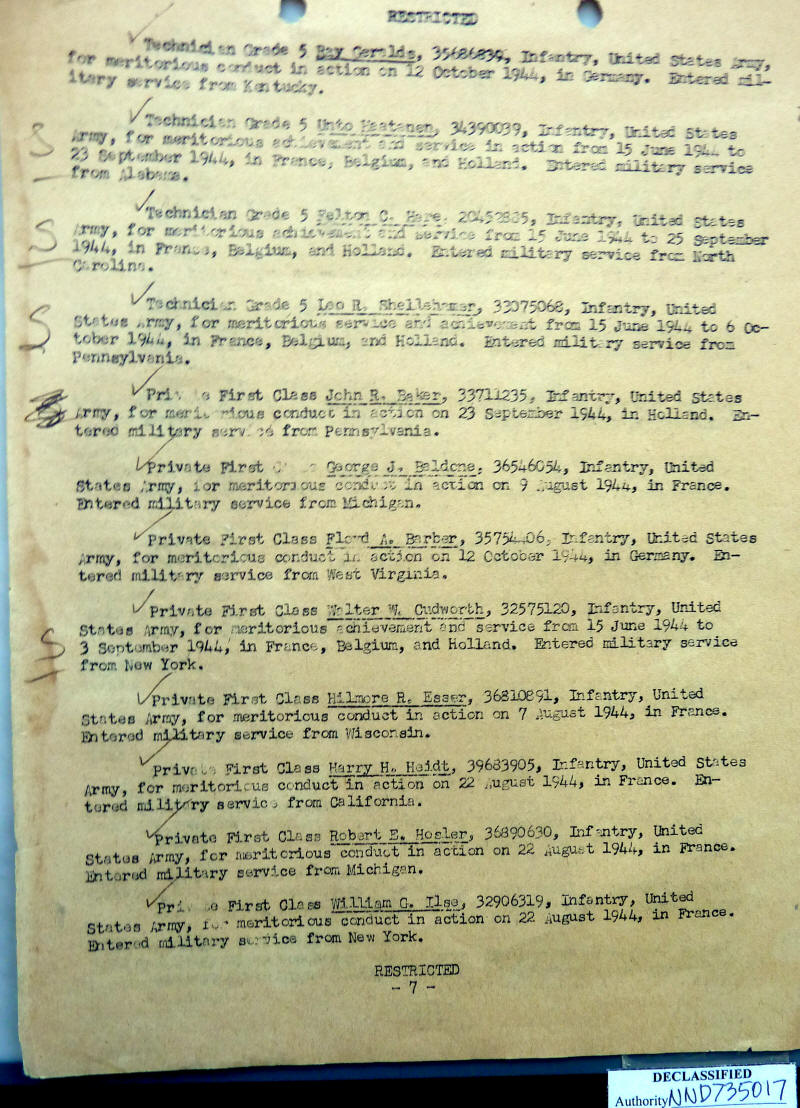 RESTRICTED
Technician Grade 5 Ray Geralds, 35686839, Infantry, United States Army,
for meritorious conduct in action on 12 October 1944, in Germany. Entered mil-
itary service from Kentucky.
Technician Grade 5 Unto Haatanen, 34390039, Infantry, United States
Army, for meritorious achievement and service in action from 15 June 1944 to
23 September 1944, in France, Belgium, and Holland. Entered military service
from Alabama.
S
Technician Grade 5 Felton C. Hare, Infantry, United States
Army, for meritorious achievement and service from 15 June 1944 to 25 September
1944, in France, Belgium, and Holland. Entered military service from North
Carolina.
S
Technician Grade 5 Leo R. Shellehamer, 33075068, Infantry, United
States Army, for meritorious service and achievement from 15 June 1944 to 6 Oc-
tober 1944, in France, Belgium, and Holland. Entered military service from
Pennsylvania.
S
Private First Class John R. Baker, 33711235, Infantry, United States
Army, for meritorious conduct in action on 23 September 1944, in Holland. En-
tered military service from Pennsylvania.
Private First George J. Baldone, 36546054, Infantry, United
States Army, for meritorious conduct in action on 9 August 1944, in France.
Entered military service from Michigan.
Private First Class Floyd A. Barber, Infantry, United States
Army, for meritorious conduct in action on 12 October 1944, in Germany. En-
tered military service from West Virginia.
Private First Class Walter W. Cudworth, 32575120, Infantry, United
States Army, for meritorious achievement and service from 15 June 1944 to
3 September 1944, in France, Belgium, and Holland. Entered military service
from New York.
S
Private First Class Hilmore R. Esser, 36810891, Infantry, United
States Army, for meritorious conduct in action on 7 August 1944, in France.
Entered military service from Wisconsin.
Private First Class Harry H. Heidt, 39683905, Infantry, United States
Army, for meritorious conduct in action on 22 August 1944, in France. En-
tered military service from California.
Private First Class Robert E. Hosler, 36890630, Infantry, United
States Army, for meritorious conduct in action on 22 August 1944, in France.
Entered military service from Michigan.
Private First Class William G. Ilse, 32906319, Infantry, United
States Army, for meritorious conduct in action on 22 August 1944, in France.
Entered military service from New York.
RESTRICTED
- 7 -
DECLASSIFIED
Authority NND735017